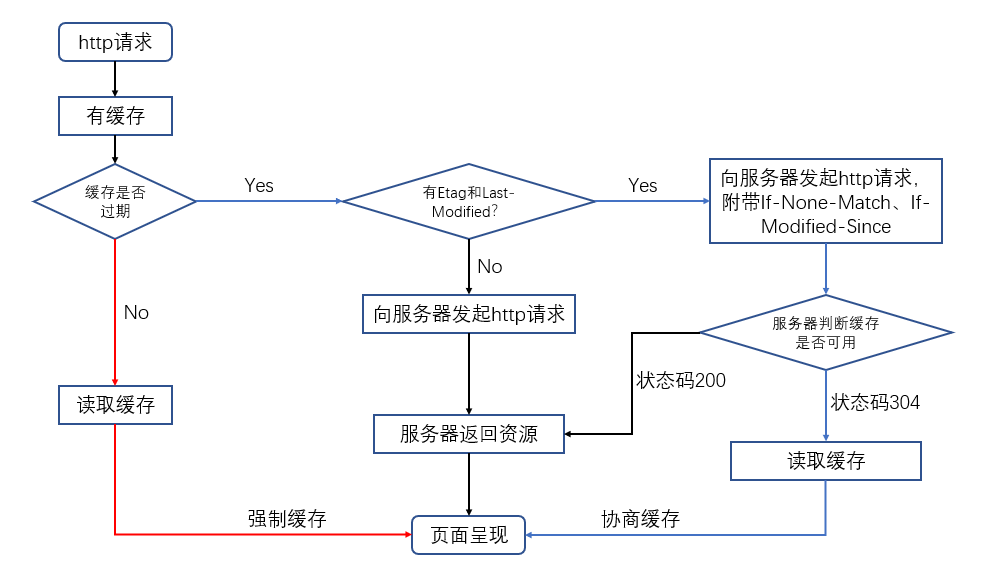 http请求
有缓存
缓存是否
过期
Yes
有Etag和Last-
Modified？
Yes
向服务器发起http请求，
附带If-None-Match、If-
Modified-Since
No
No
向服务器发起http请求
服务器判断缓存
是否可用
状态码200
状态码304
读取缓存
服务器返回资源
读取缓存
强制缓存
页面呈现
协商缓存